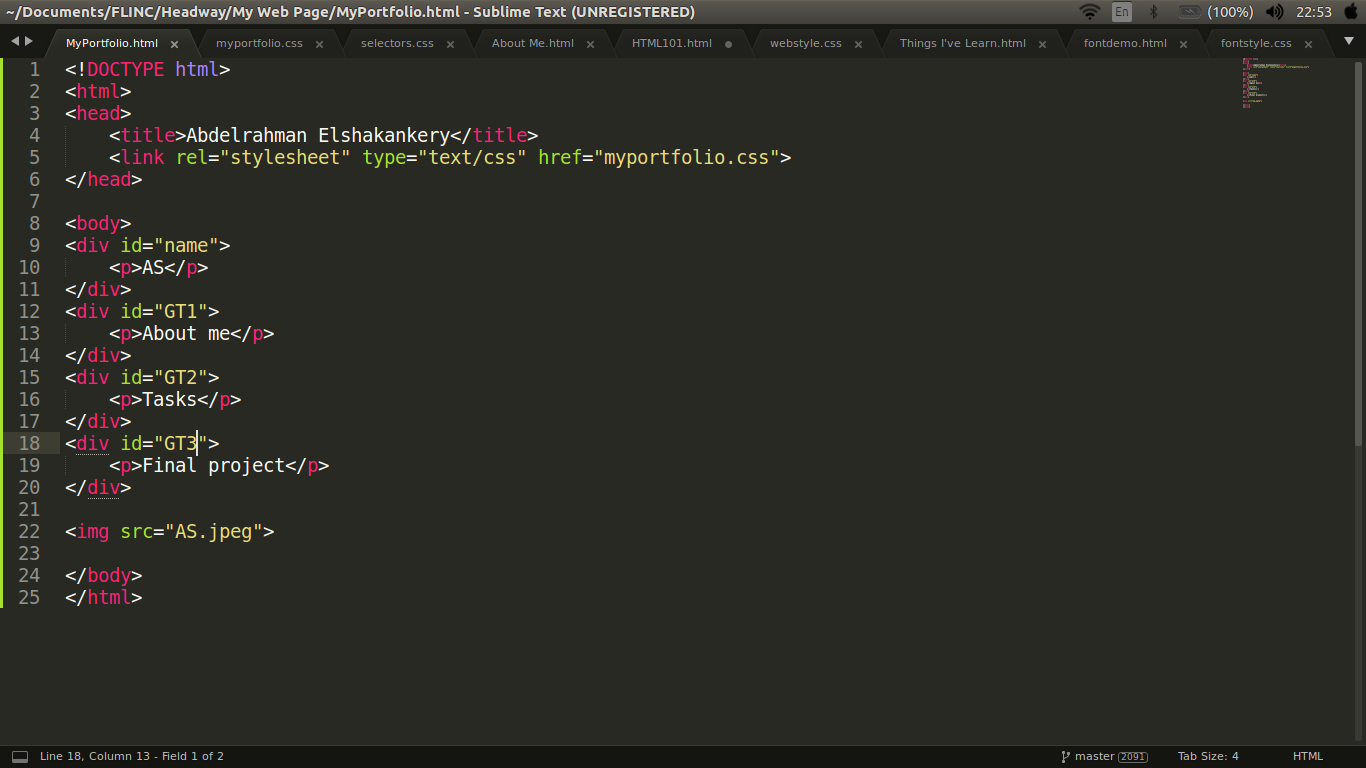 ~/Documents/FLINC/Headway/My Web Page/MyPortfolio.html - Sublime Text (UNREGISTERED) En (100%) 22:53
MyPortfolio.html × myportfolio.css × selectors.css × About Me.html × HTML101.html webstyle.css × Things I've Learn.html × fontdemo.html × fontstyle.css ×
1 <!DOCTYPE html>
2 <html>
3 <head>
4     <title>Abdelrahman Elshakankery</title>
5     <link rel="stylesheet" type="text/css" href="myportfolio.css">
6 </head>
7
8 <body>
9 <div id="name">
10     <p>AS</p>
11 </div>
12 <div id="GT1">
13     <p>About me</p>
14 </div>
15 <div id="GT2">
16     <p>Tasks</p>
17 </div>
18 <div id="GT3">
19     <p>Final project</p>
20 </div>
21
22 <img src="AS.jpeg">
23
24 </body>
25 </html>
Line 18, Column 13 - Field 1 of 2 master 2091 Tab Size: 4 HTML